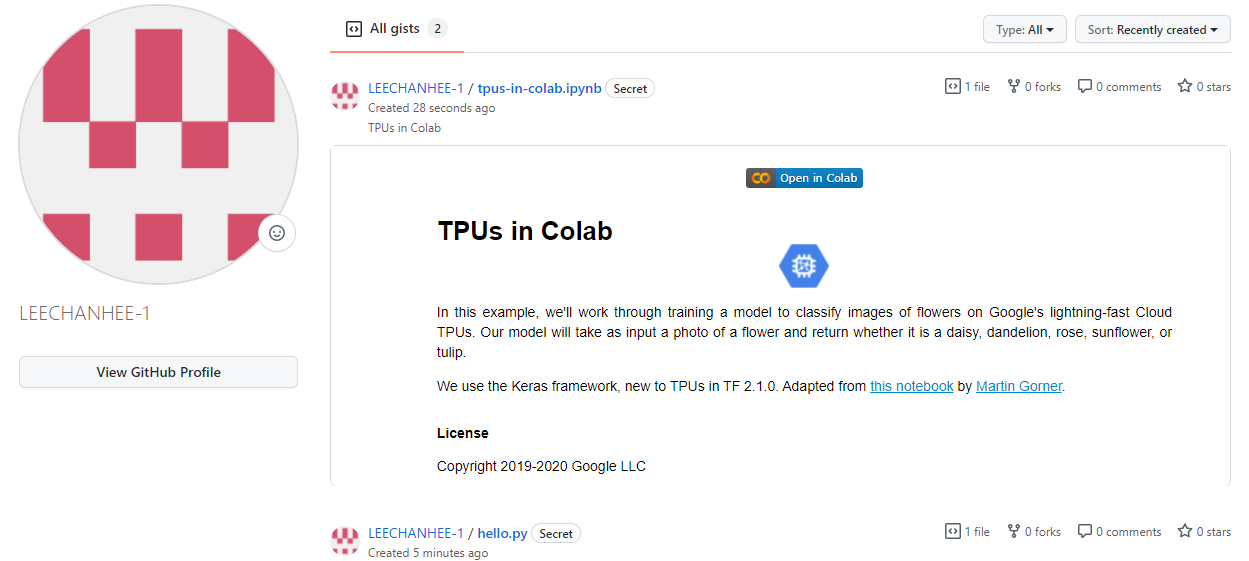 All gists 2
Type: All
Sort: Recently created
LEECHANHEE-1 / tpus-in-colab.ipynb Secret
1 file 0 forks 0 comments 0 stars
Created 28 seconds ago
TPUs in Colab
Open in Colab
TPUs in Colab
In this example, we'll work through training a model to classify images of flowers on Google's lightning-fast Cloud
TPUs. Our model will take as input a photo of a flower and return whether it is a daisy, dandelion, rose, sunflower, or
tulip.
We use the Keras framework, new to TPUs in TF 2.1.0. Adapted from this notebook by Martin Gorner.
License
Copyright 2019-2020 Google LLC
LEECHANHEE-1
View GitHub Profile
LEECHANHEE-1 / hello.py Secret
1 file 0 forks 0 comments 0 stars
Created 5 minutes ago